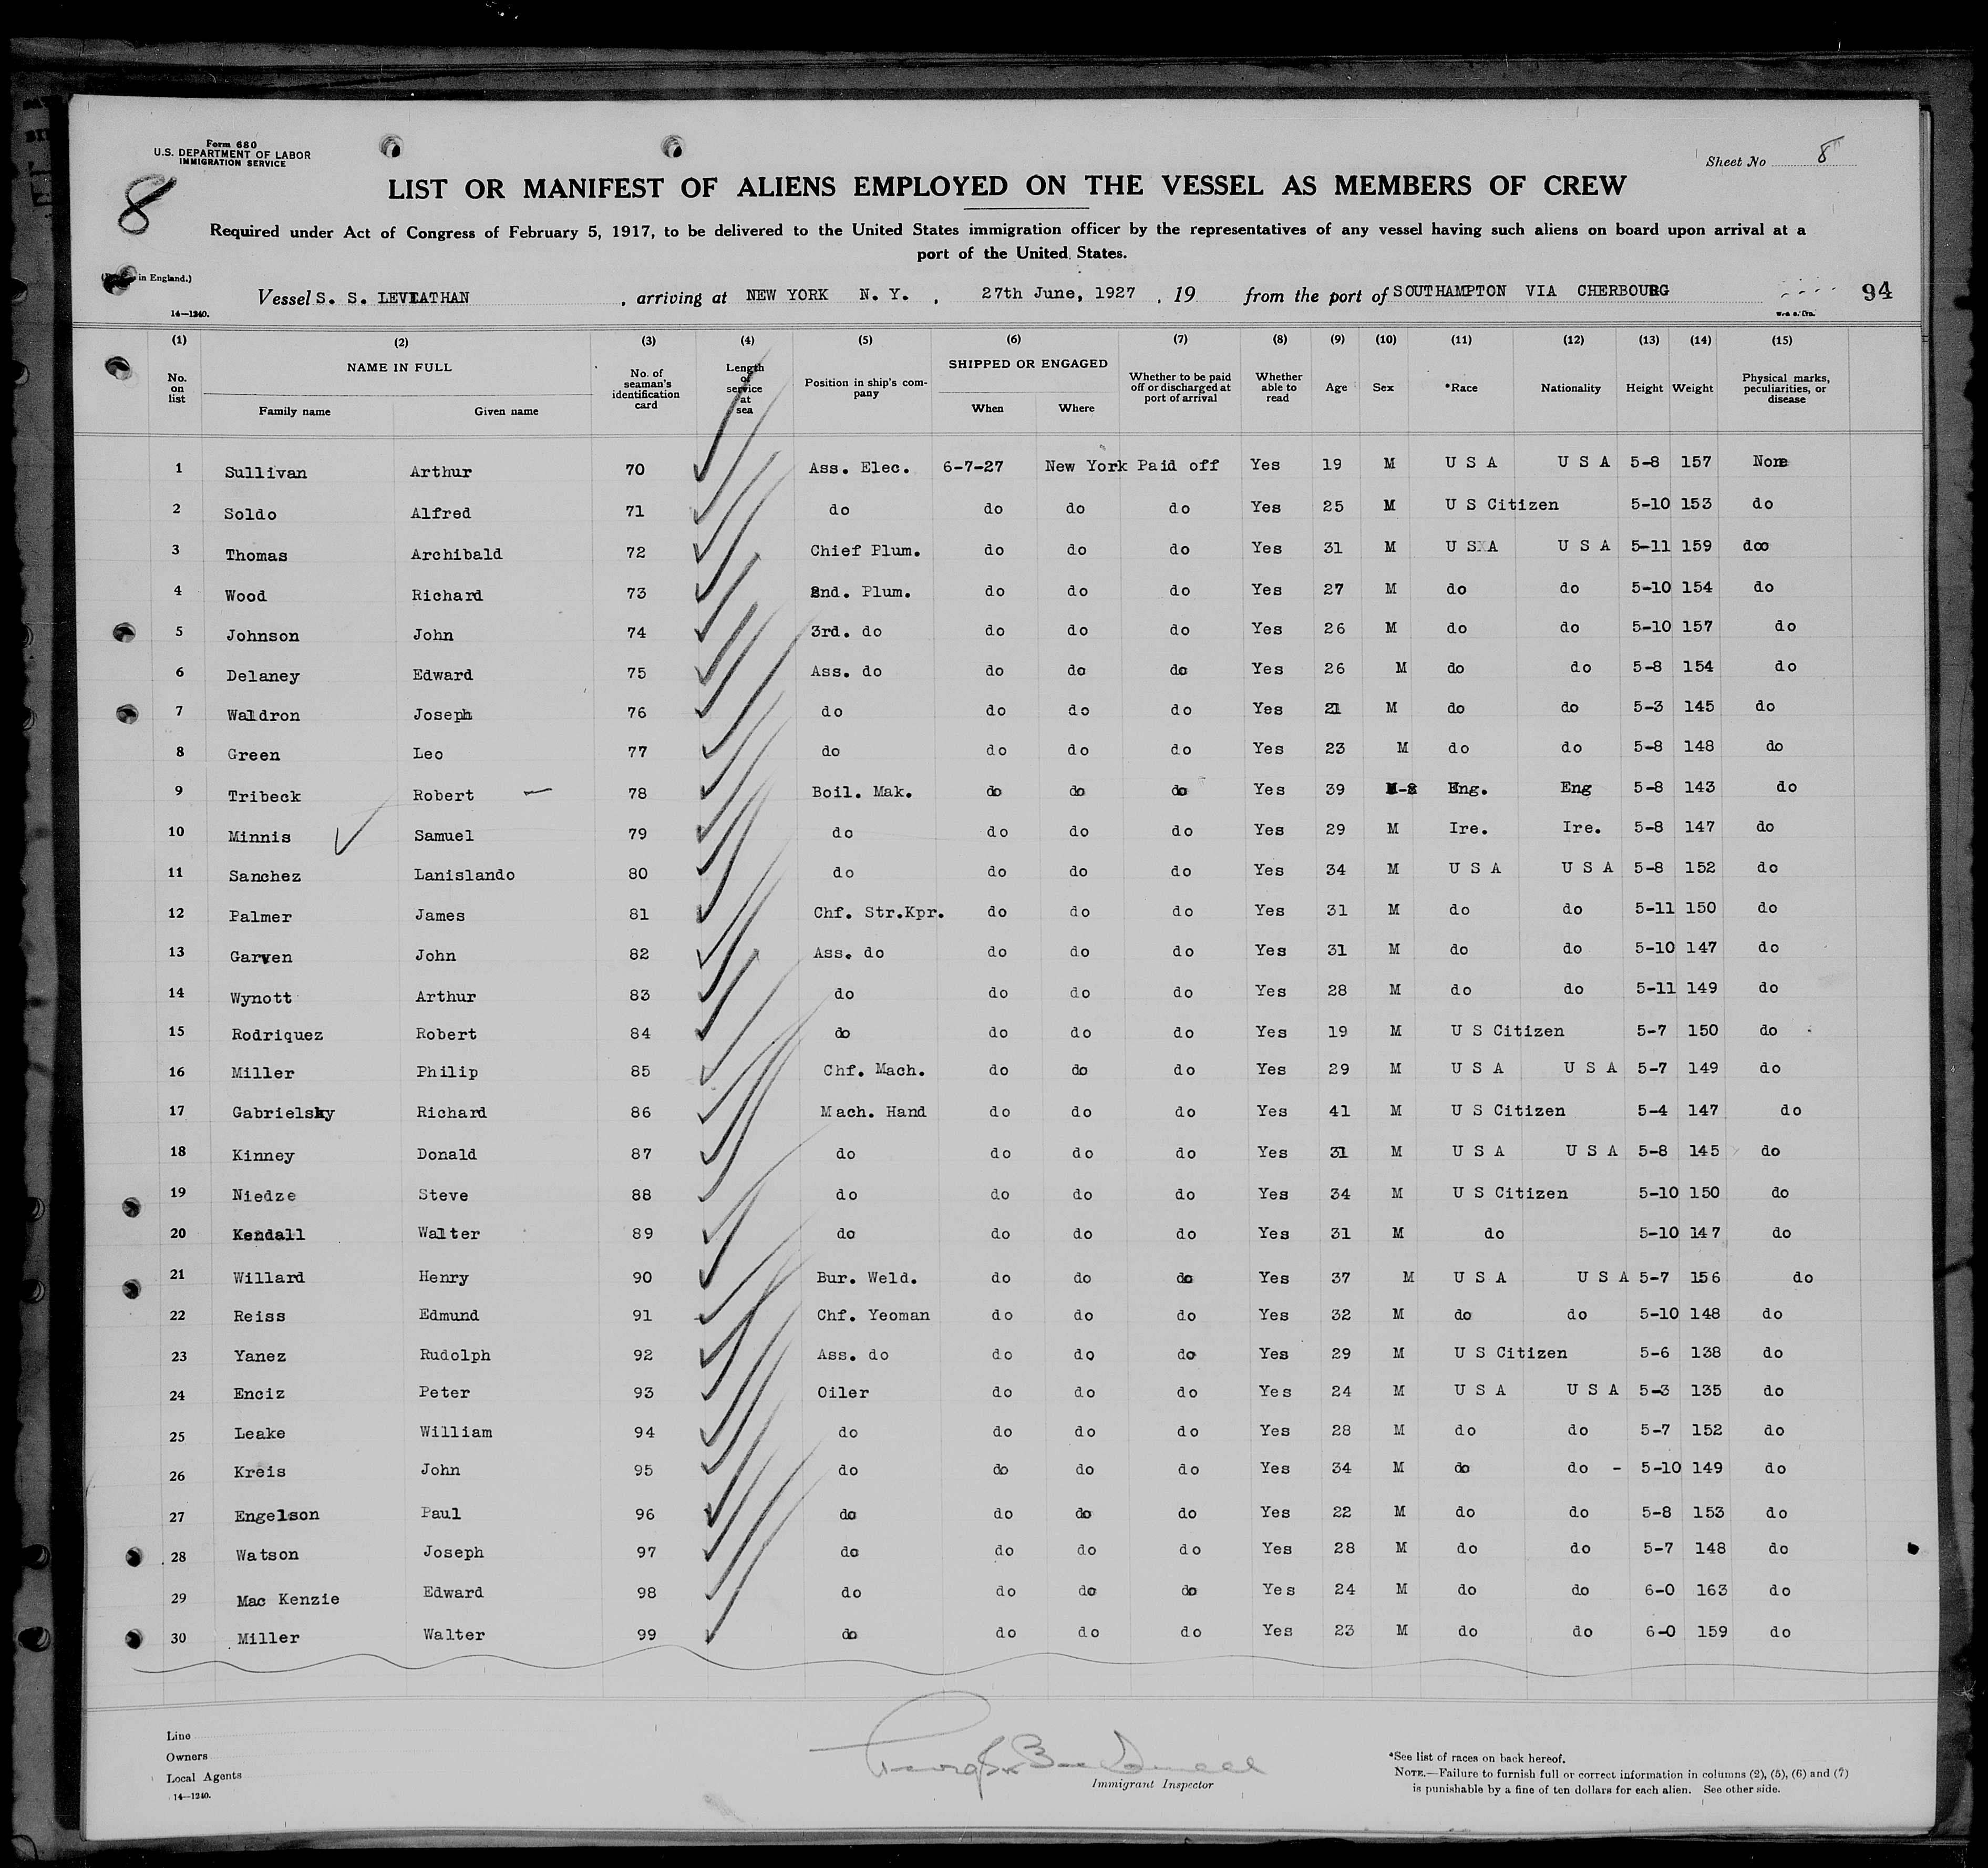 Form 680
U.S. DEPARTMENT OF LABOR
IMMIGRATION SERVICE
Sheet No 8
8
LIST OR MANIFEST OF ALIENS EMPLOYED ON THE VESSEL AS MEMBERS OF CREW
Required under Act of Congress of February 5, 1917, to be delivered to the United States immigration officer by the representatives of any vessel having such aliens on board upon arrival at a
port of the United States.
in England.)
Vessel S. S. LEVIATHAN , arriving at NEW YORK N. Y. , 27th June, 1927 , 19 from the port of SOUTHAMPTON VIA CHERBOURG 94
14—1240.
(1) (2) (3) (4) (5) (6) (7) (8) (9) (10) (11) (12) (13) (14) (15)
No. on list NAME IN FULL Family name Given name No. of seaman's identification card Length of service at sea Position in ship's company SHIPPED OR ENGAGED When Where Whether to be paid off or discharged at port of arrival Whether able to read Age Sex *Race Nationality Height Weight Physical marks, peculiarities, or disease
1 Sullivan Arthur 70 Ass. Elec. 6-7-27 New York Paid off Yes 19 M U S A U S A 5-8 157 None
2 Soldo Alfred 71 do do do do Yes 25 M U S Citizen 5-10 153 do
3 Thomas Archibald 72 Chief Plum. do do do Yes 31 M U SXA U S A 5-11 159 doo
4 Wood Richard 73 2nd. Plum. do do do Yes 27 M do do 5-10 154 do
5 Johnson John 74 3rd. do do do do Yes 26 M do do 5-10 157 do
6 Delaney Edward 75 Ass. do do do do Yes 26 M do do 5-8 154 do
7 Waldron Joseph 76 do do do do Yes 21 M do do 5-3 145 do
8 Green Leo 77 do do do do Yes 23 M do do 5-8 148 do
9 Tribeck Robert — 78 Boil. Mak. do do do Yes 39 Eng. Eng 5-8 143 do
10 Minnis Samuel 79 do do do do Yes 29 M Ire. Ire. 5-8 147 do
11 Sanchez Lanislando 80 do do do do Yes 34 M U S A U S A 5-8 152 do
12 Palmer James 81 Chf. Str.Kpr. do do do Yes 31 M do do 5-11 150 do
13 Garven John 82 Ass. do do do do Yes 31 M do do 5-10 147 do
14 Wynott Arthur 83 do do do do Yes 28 M do do 5-11 149 do
15 Rodriquez Robert 84 do do do do Yes 19 M U S Citizen 5-7 150 do
16 Miller Philip 85 Chf. Mach. do do do Yes 29 M U S A U S A 5-7 149 do
17 Gabrielsky Richard 86 Mach. Hand do do do Yes 41 M U S Citizen 5-4 147 do
18 Kinney Donald 87 do do do do Yes 31 M U S A U S A 5-8 145 do
19 Niedze Steve 88 do do do do Yes 34 M U S Citizen 5-10 150 do
20 Kendall Walter 89 do do do do Yes 31 M do 5-10 147 do
21 Willard Henry 90 Bur. Weld. do do do Yes 37 M U S A U S A 5-7 156 do
22 Reiss Edmund 91 Chf. Yeoman do do do Yes 32 M do do 5-10 148 do
23 Yanez Rudolph 92 Ass. do do do do Yes 29 M U S Citizen 5-6 138 do
24 Enciz Peter 93 Oiler do do do Yes 24 M U S A U S A 5-3 135 do
25 Leake William 94 do do do do Yes 28 M do do 5-7 152 do
26 Kreis John 95 do do do do Yes 34 M do do - 5-10 149 do
27 Engelson Paul 96 do do do do Yes 22 M do do 5-8 153 do
28 Watson Joseph 97 do do do do Yes 28 M do do 5-7 148 do
29 Mac Kenzie Edward 98 do do do do Yes 24 M do do 6-0 163 do
30 Miller Walter 99 do do do do Yes 23 M do do 6-0 159 do
Line
Owners
Local Agents
14—1240.
Immigrant Inspector
*See list of races on back hereof.
NOTE.—Failure to furnish full or correct information in columns (2), (5), (6) and (7)
is punishable by a fine of ten dollars for each alien. See other side.